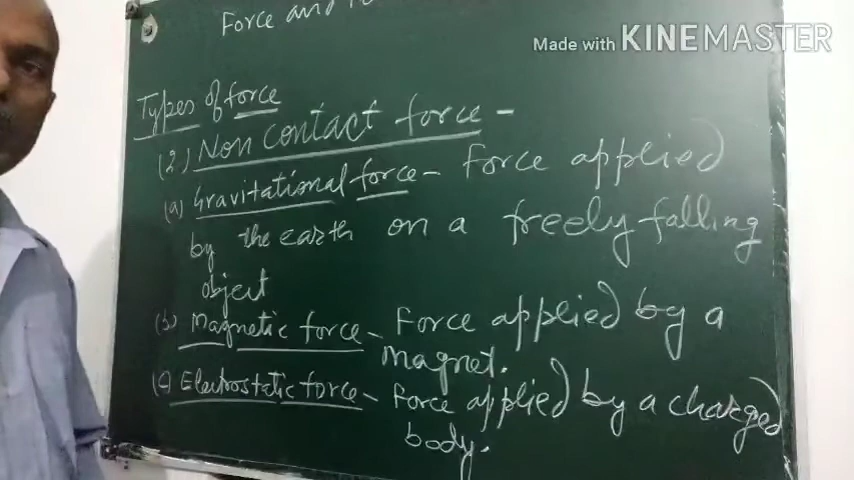 Force and
Made with KINEMASTER
Types of force
(2) Non contact force -
(a) Gravitational force - Force applied
by the earth on a freely falling
object
(b) Magnetic force - Force applied by a
magnet.
(c) Electrostatic force - Force applied by a charged
body.